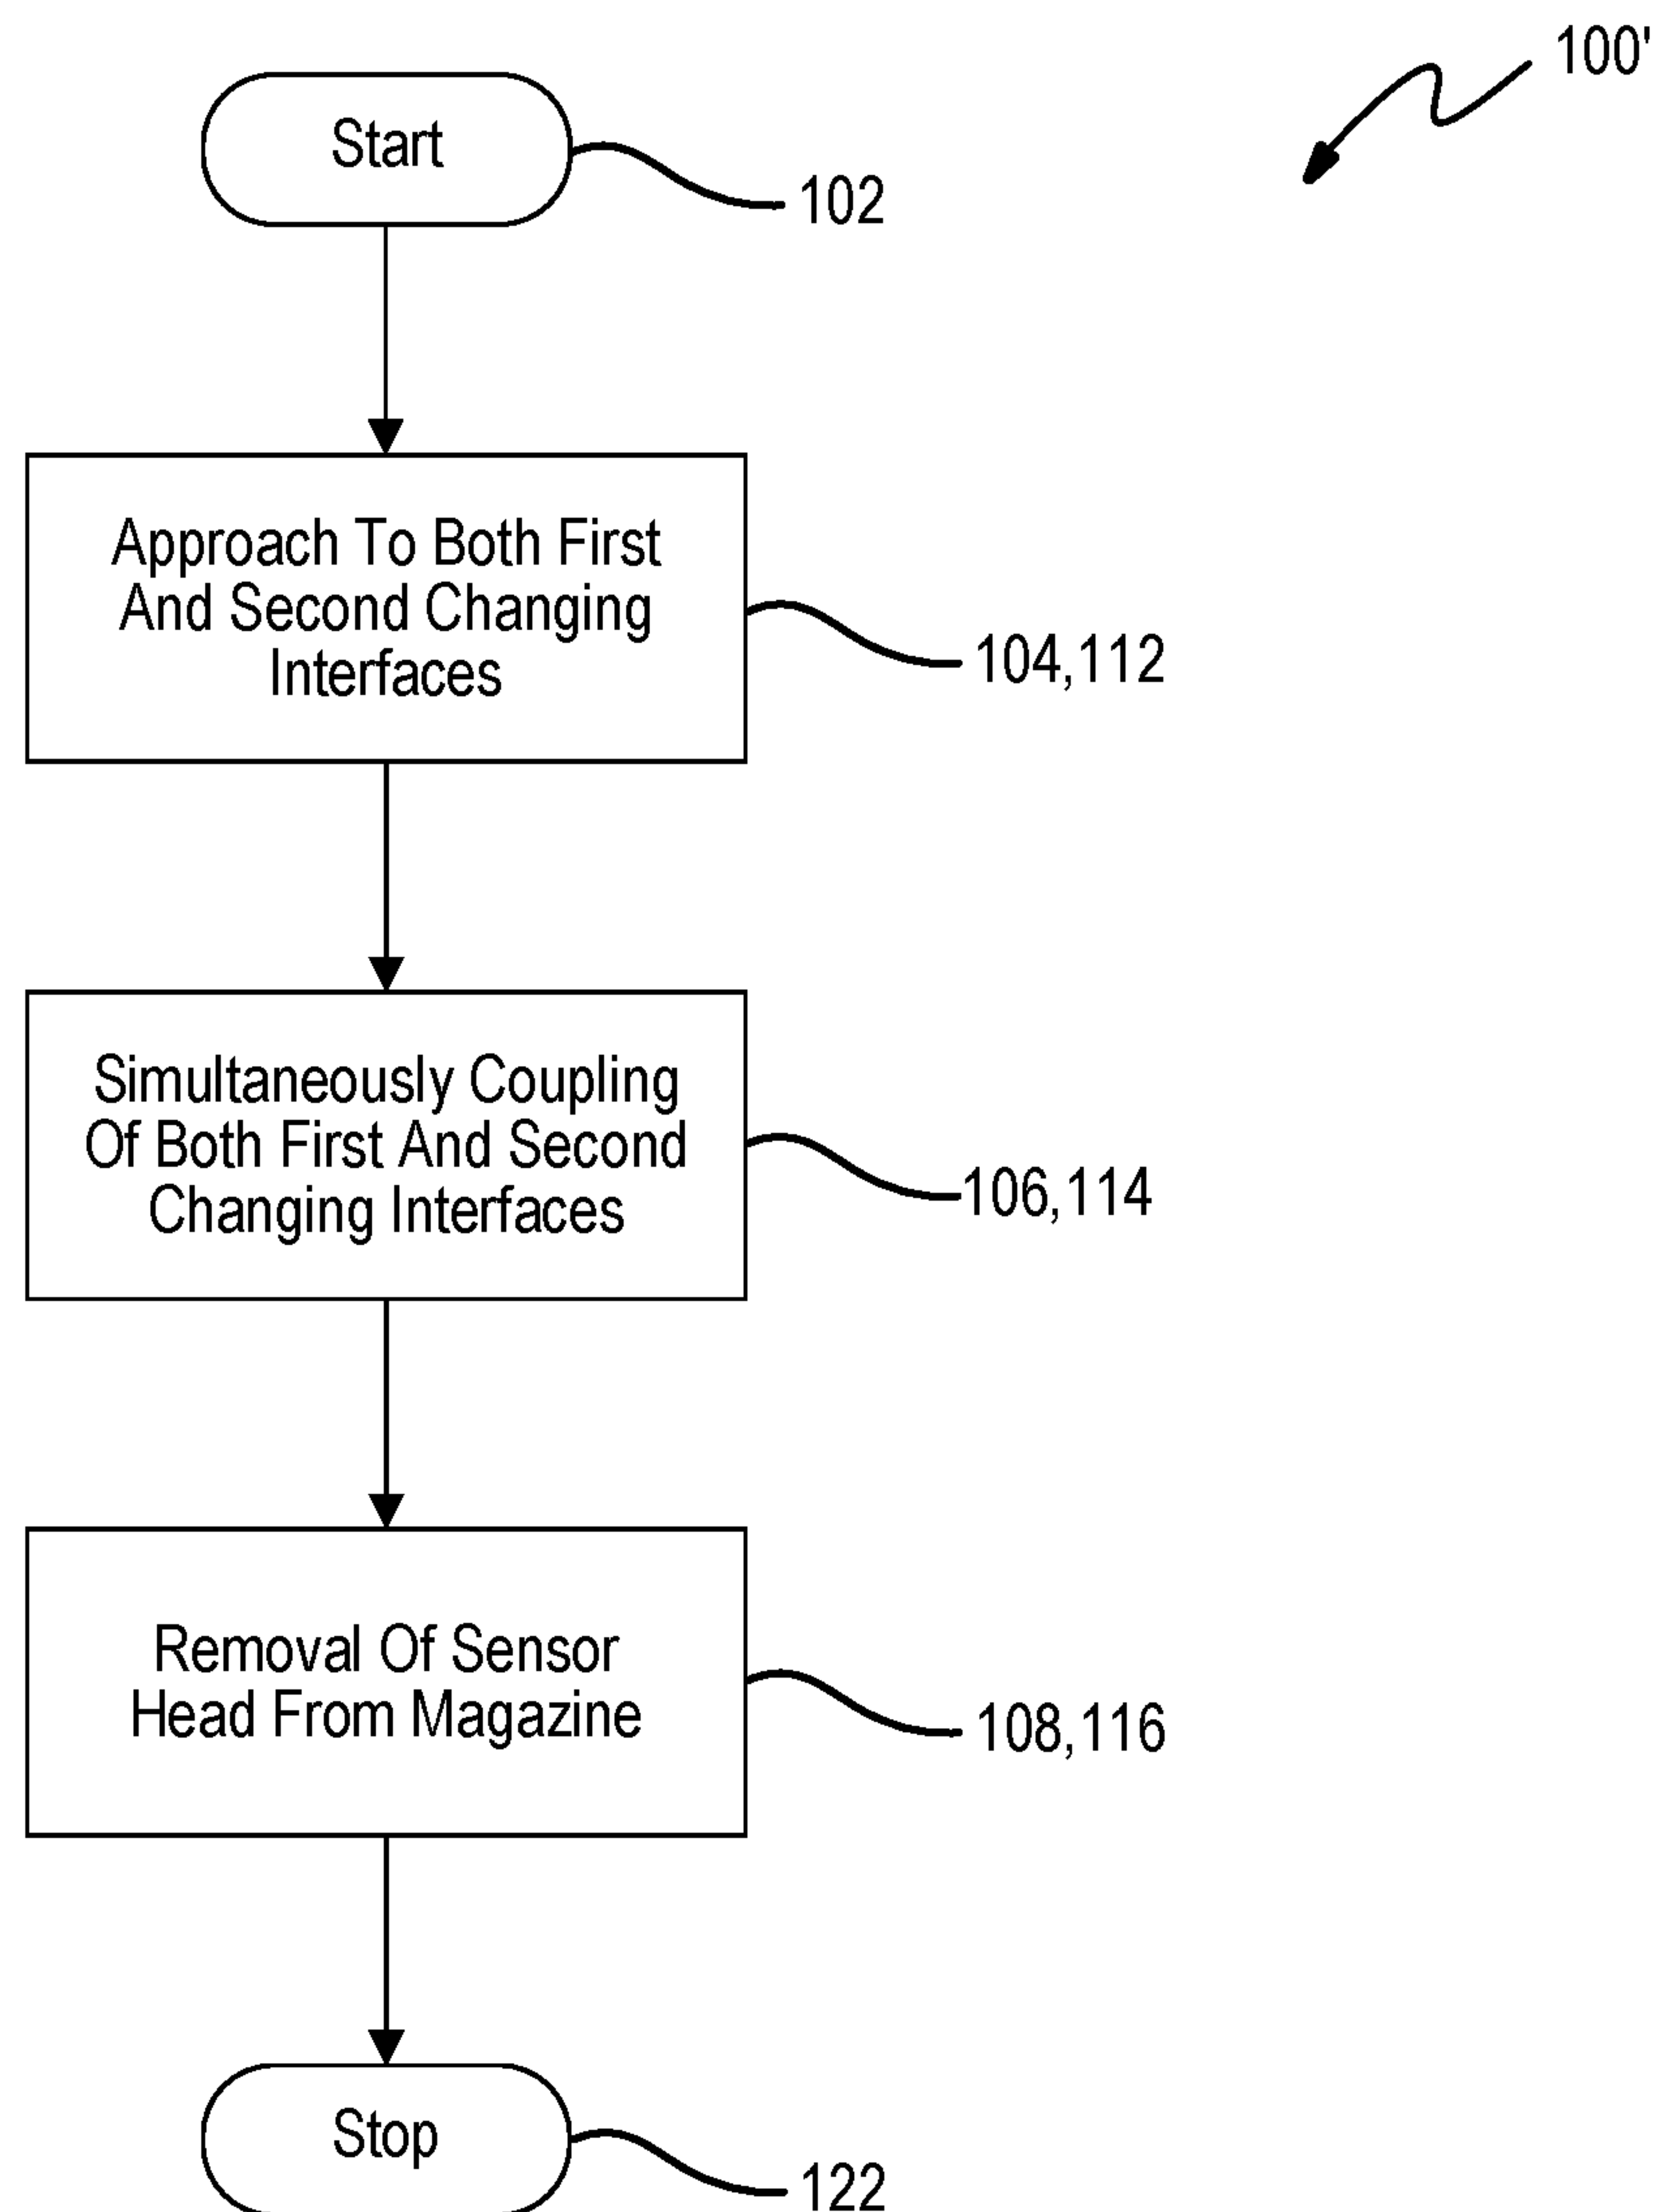 100'
Start
102
Approach To Both First
And Second Changing
Interfaces
104,112
Simultaneously Coupling
Of Both First And Second
Changing Interfaces
106,114
Removal Of Sensor
Head From Magazine
108,116
Stop
122